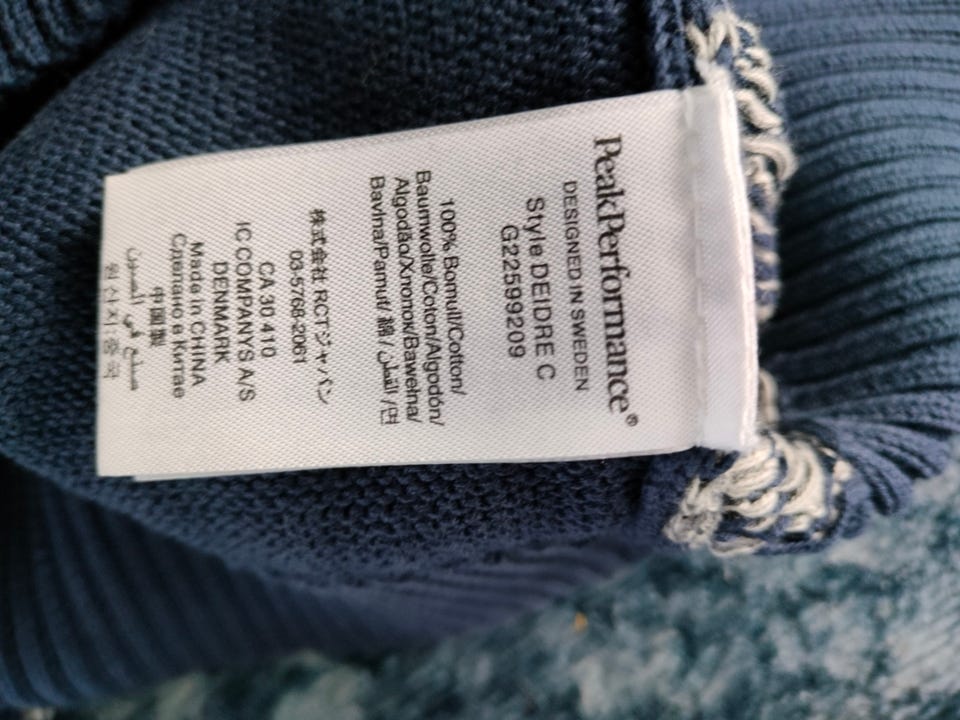 PeakPerformance®
DESIGNED IN SWEDEN
Style DEIDRE C
G22599209
100% Bomull/Cotton/
Baumwolle/Coton/Algodón/
Algodão/Хлопок/Bawełna/
Bavlna/Pamut/ 綿 / القطن /면
株式会社 RCTジャパン
03-5768-2061
CA 30 410
IC COMPANYS A/S
DENMARK
Made in CHINA
Сделано в Китае
中国製
صنع في الصين
원산지 중국